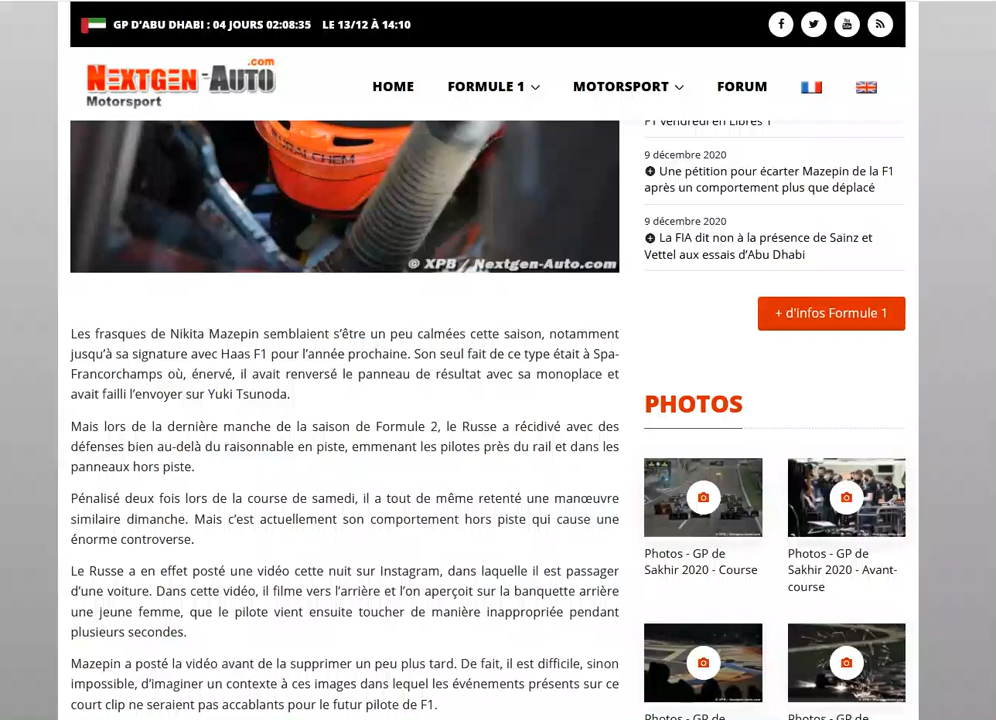 GP D'ABU DHABI : 04 JOURS 02:08:35 LE 13/12 À 14:10
NEXTGEN-AUTO
.com
Motorsport
HOME
FORMULE 1
MOTORSPORT
FORUM
URALCHEM
© XPB / Nextgen-Auto.com
Les frasques de Nikita Mazepin semblaient s’être un peu calmées cette saison, notamment
jusqu’à sa signature avec Haas F1 pour l’année prochaine. Son seul fait de ce type était à Spa-
Francorchamps où, énervé, il avait renversé le panneau de résultat avec sa monoplace et
avait failli l’envoyer sur Yuki Tsunoda.
Mais lors de la dernière manche de la saison de Formule 2, le Russe a récidivé avec des
défenses bien au-delà du raisonnable en piste, emmenant les pilotes près du rail et dans les
panneaux hors piste.
Pénalisé deux fois lors de la course de samedi, il a tout de même retenté une manœuvre
similaire dimanche. Mais c’est actuellement son comportement hors piste qui cause une
énorme controverse.
Le Russe a en effet posté une vidéo cette nuit sur Instagram, dans laquelle il est passager
d’une voiture. Dans cette vidéo, il filme vers l’arrière et l’on aperçoit sur la banquette arrière
une jeune femme, que le pilote vient ensuite toucher de manière inappropriée pendant
plusieurs secondes.
Mazepin a posté la vidéo avant de la supprimer un peu plus tard. De fait, il est difficile, sinon
impossible, d’imaginer un contexte à ces images dans lequel les événements présents sur ce
court clip ne seraient pas accablants pour le futur pilote de F1.
F1 vendredi en Libres 1
9 décembre 2020
Une pétition pour écarter Mazepin de la F1
après un comportement plus que déplacé
9 décembre 2020
La FIA dit non à la présence de Sainz et
Vettel aux essais d’Abu Dhabi
+ d'infos Formule 1
PHOTOS
Photos - GP de
Sakhir 2020 - Course
Photos - GP de
Sakhir 2020 - Avant-
course
Photos - GP de
Photos - GP de